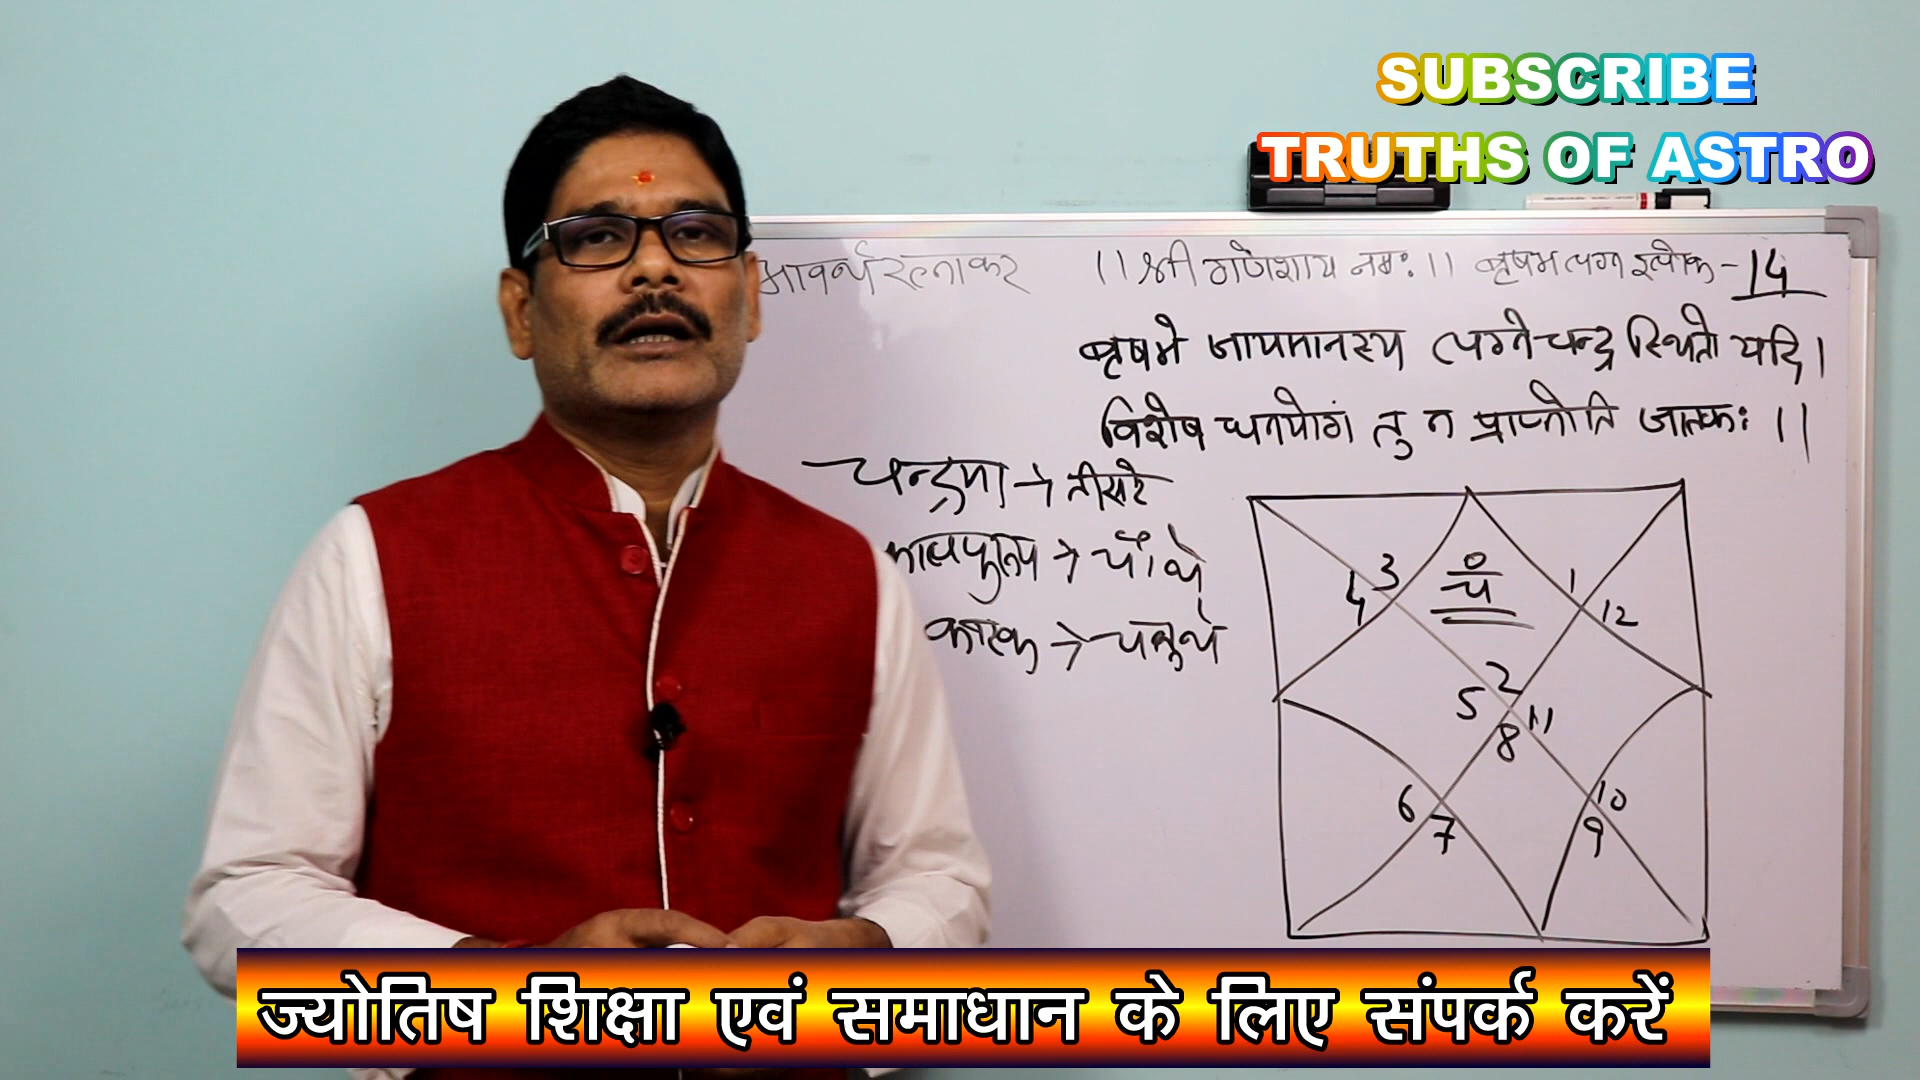 SUBSCRIBE
TRUTHS OF ASTRO
भावार्थ रत्नाकर ।। श्री गणेशाय नमः ।। बृषभ लग्न श्लोक - 14
बृषभे जायमानस्य लग्ने चन्द्र स्थितो यदि ।
विशेष धनयोगं तु न प्राप्नोति जातकः ।।
चन्द्रमा → तीसरे
कालपुरुष → चौथे
कारक → चतुर्थ
3 चं 1
4 12
2
5 11
8
6 10
7 9
ज्योतिष शिक्षा एवं समाधान के लिए संपर्क करें